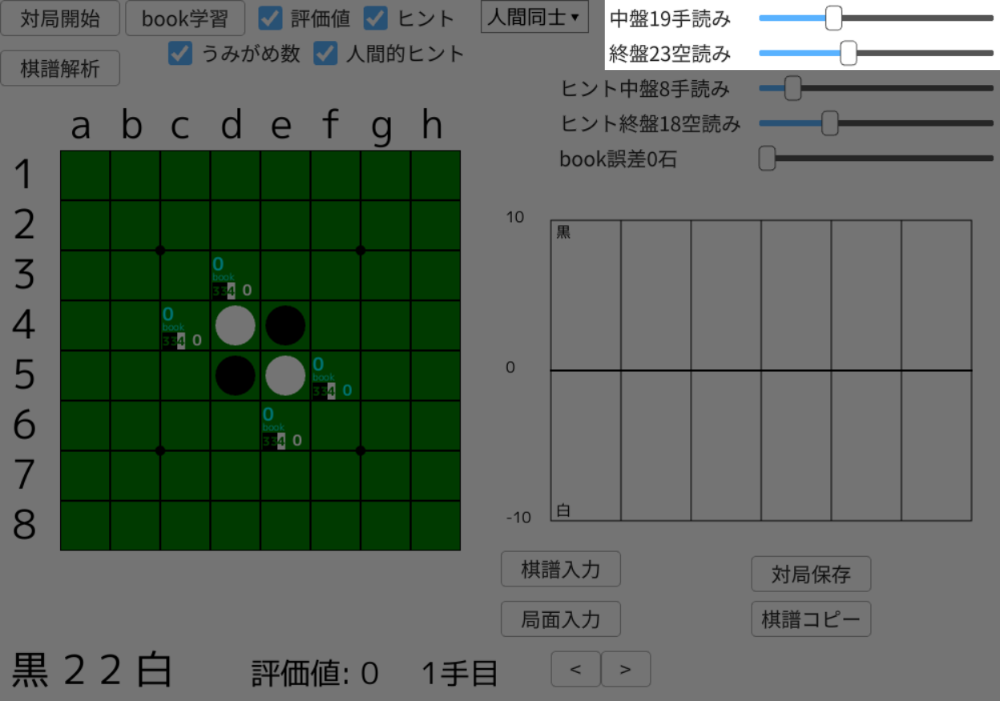 対局開始 book学習 評価値 ヒント 人間同士▼ 中盤19手読み
棋譜解析 うみがめ数 人間的ヒント 終盤23空読み
ヒント中盤8手読み
ヒント終盤18空読み
book誤差0石
a b c d e f g h
1
2
3
4
5
6
7
8
0
book
334 0
0
book
334 0
0
book
334 0
0
book
334 0
10
黒
0
-10
白
棋譜入力 対局保存
局面入力 棋譜コピー
黒 2 2 白 評価値: 0 1手目 < >